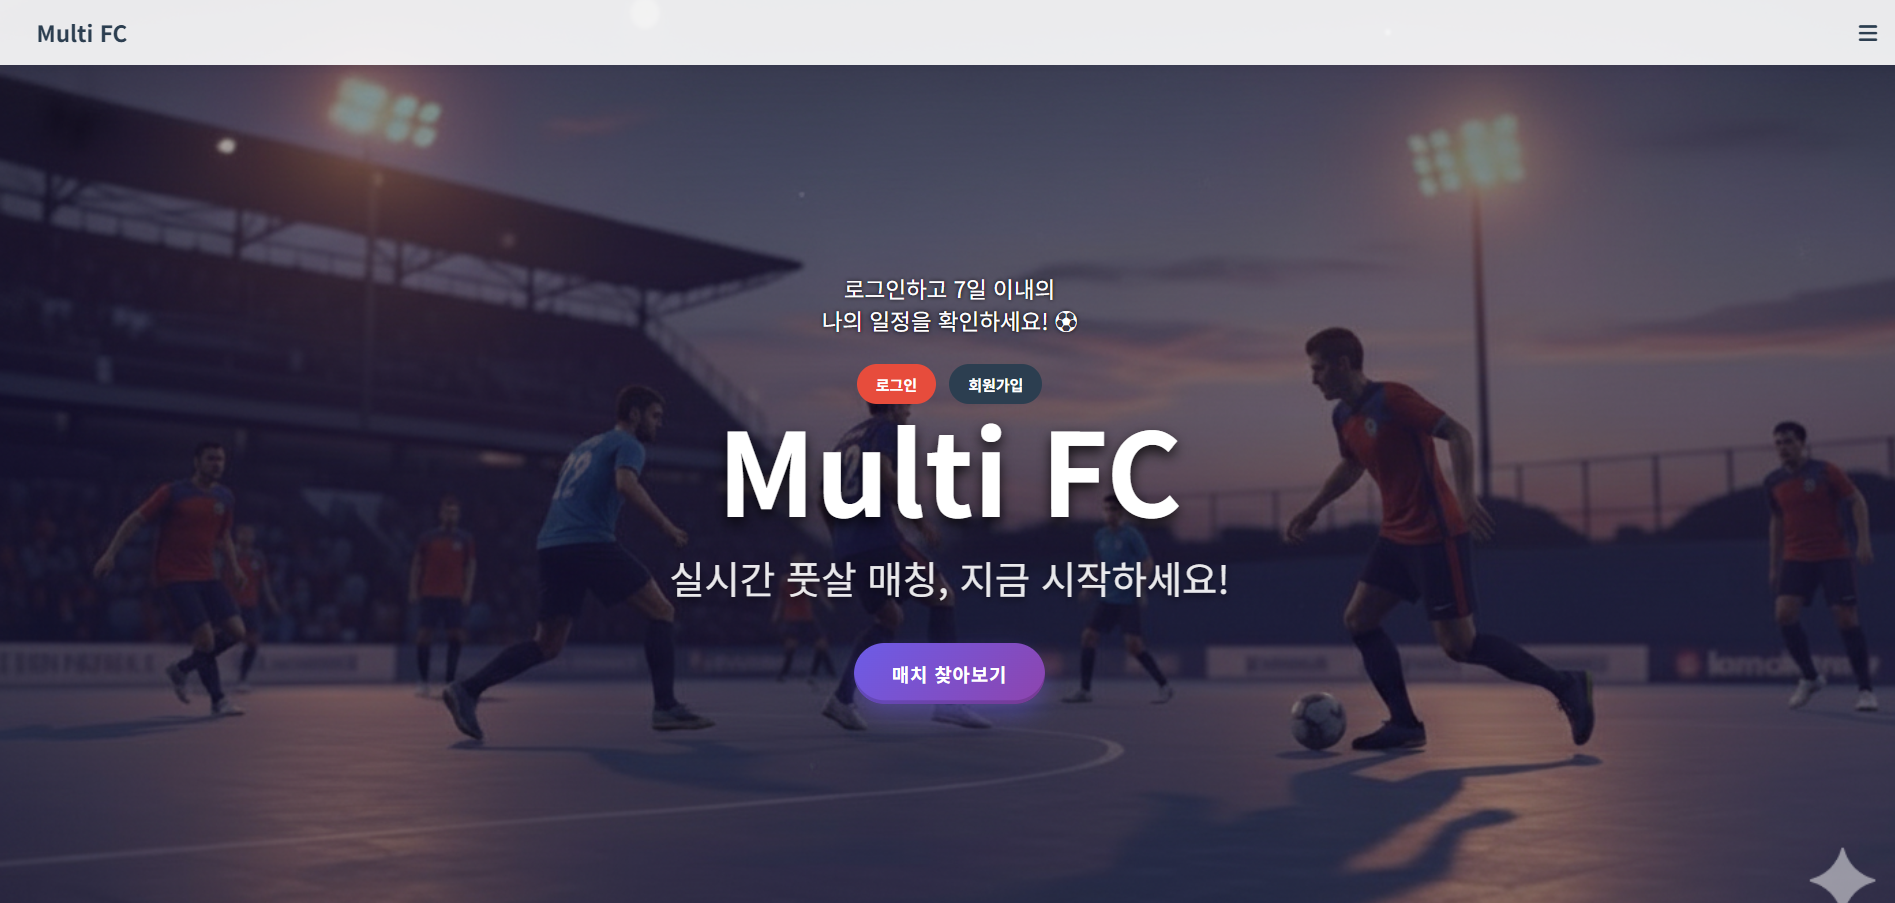 Multi FC
로그인하고 7일 이내의
나의 일정을 확인하세요! ⚽
로그인 회원가입
Multi FC
실시간 풋살 매칭, 지금 시작하세요!
매치 찾아보기